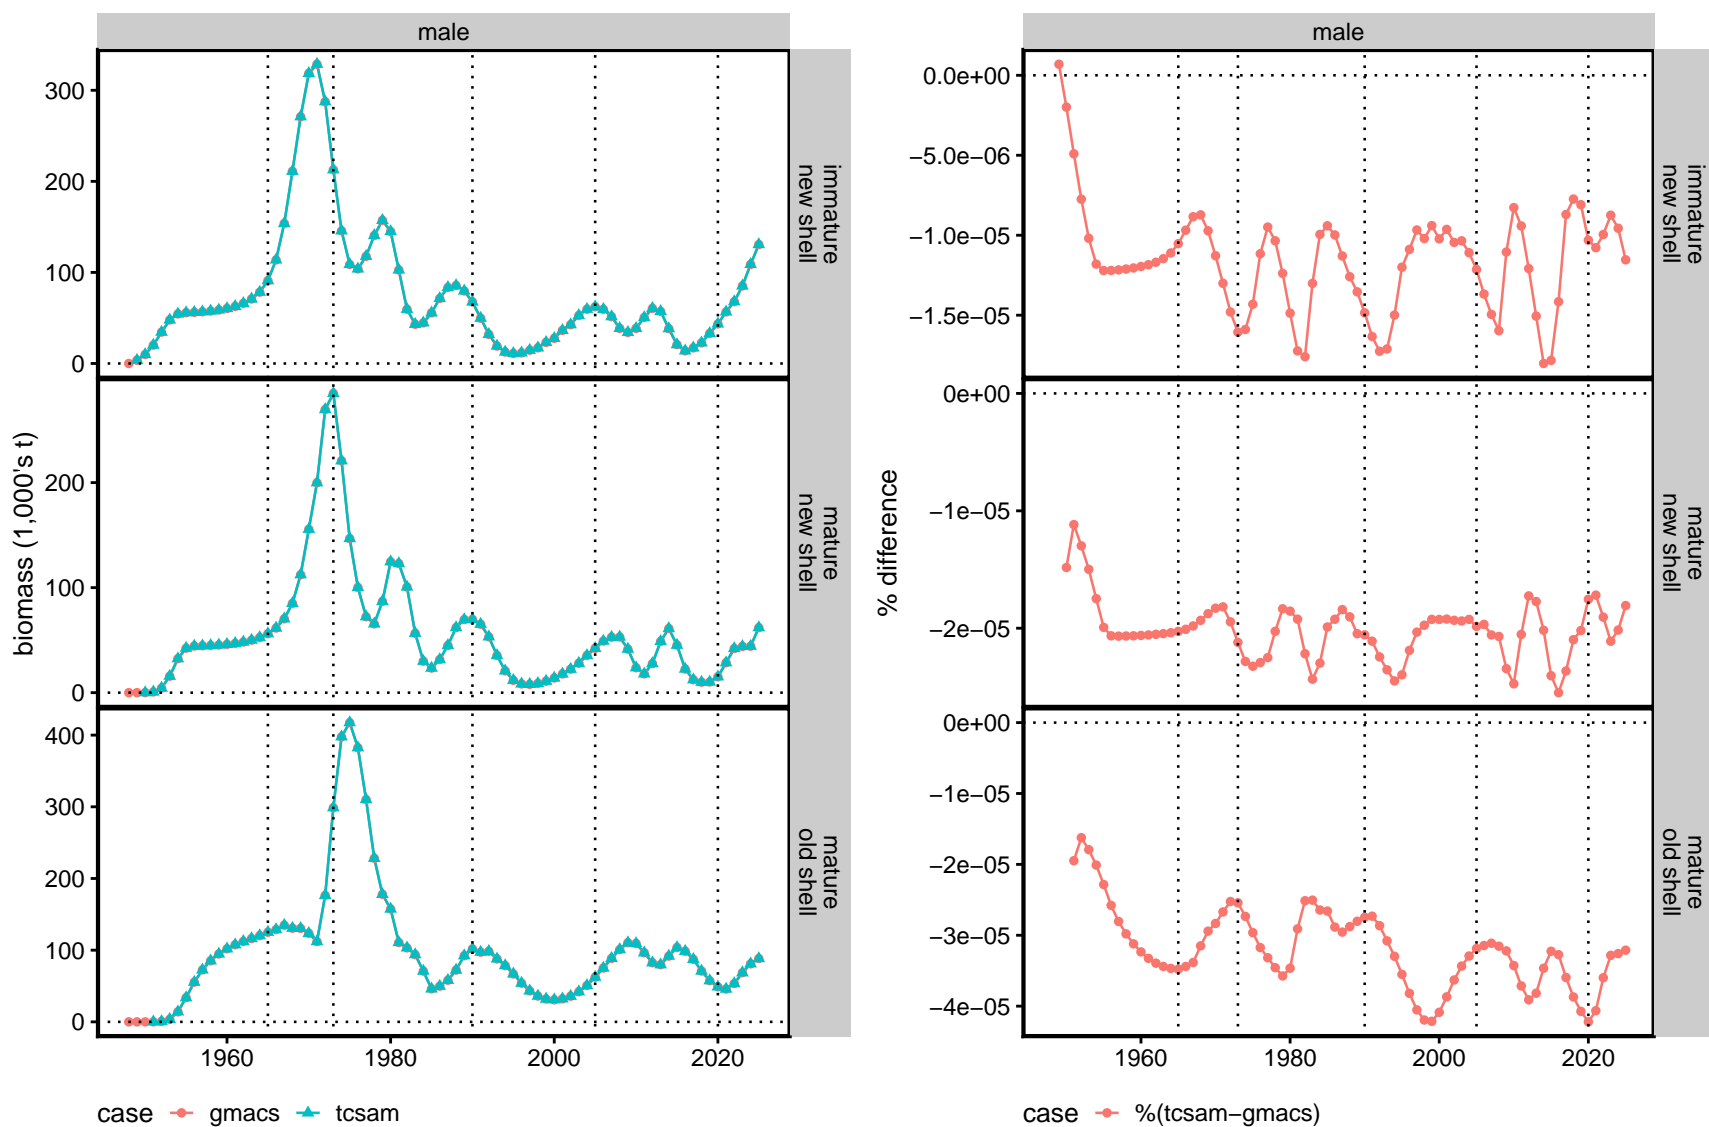 male
300
200
100
0
immature
new shell
200
100
0
mature
new shell
400
300
200
100
0
mature
old shell
biomass (1,000's t)
1960
1980
2000
2020
case gmacs tcsam
male
0.0e+00
−5.0e−06
−1.0e−05
−1.5e−05
immature
new shell
0e+00
−1e−05
−2e−05
mature
new shell
0e+00
−1e−05
−2e−05
−3e−05
−4e−05
mature
old shell
% difference
1960
1980
2000
2020
case %(tcsam−gmacs)